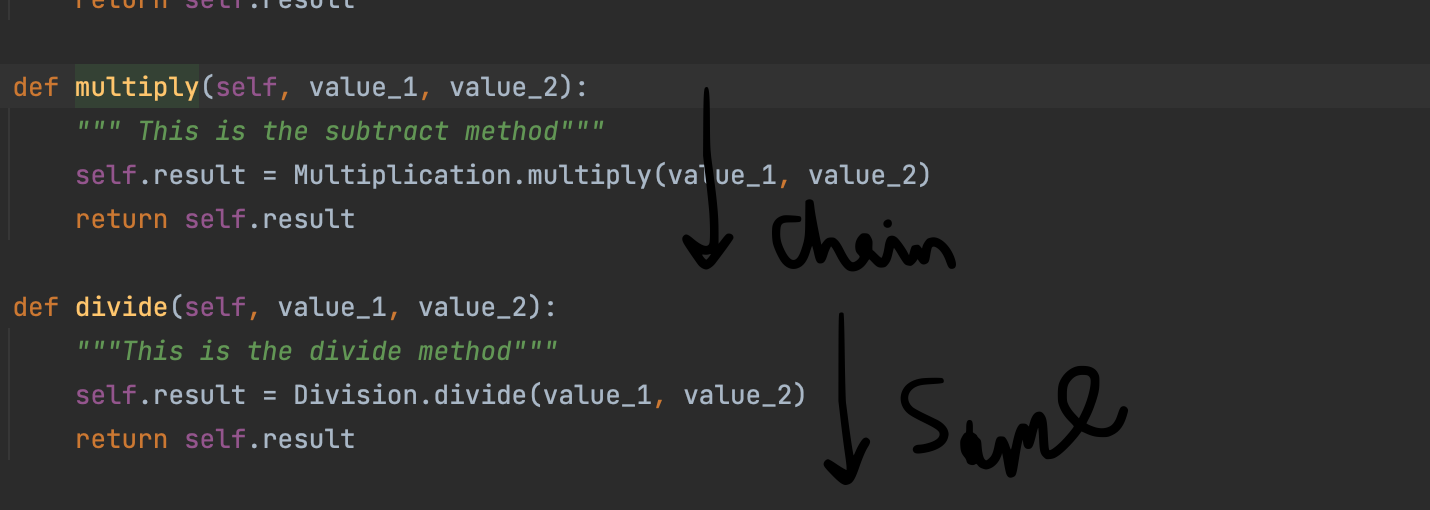 return self.result
def multiply(self, value_1, value_2):
""" This is the subtract method"""
self.result = Multiplication.multiply(value_1, value_2)
return self.result
chain
def divide(self, value_1, value_2):
"""This is the divide method"""
self.result = Division.divide(value_1, value_2)
Same
return self.result